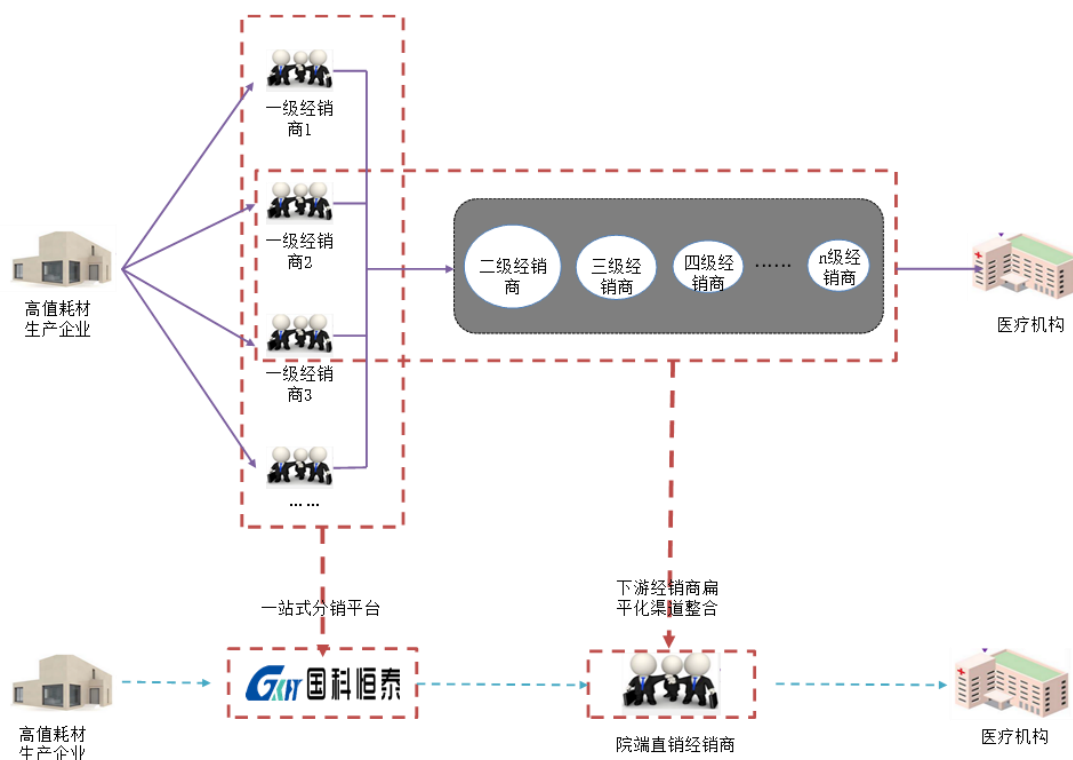 一级经销
商1
一级经销
商2
二级经销
商
三级经
销商
四级经
销商
……
n级经
销商
高值耗材
生产企业
医疗机构
一级经销
商3
……
一站式分销平台
下游经销商扁
平化渠道整合
GKHT 国科恒泰
高值耗材
生产企业
院端直销经销商
医疗机构